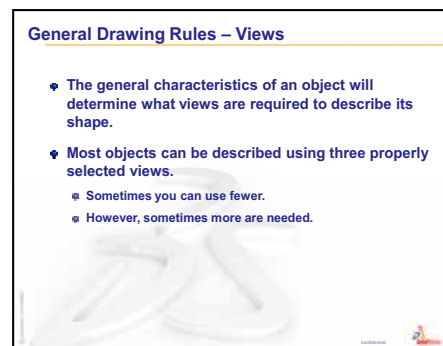 General Drawing Rules – Views
The general characteristics of an object will
determine what views are required to describe its
shape.
Most objects can be described using three properly
selected views.
Sometimes you can use fewer.
However, sometimes more are needed.
Confidential